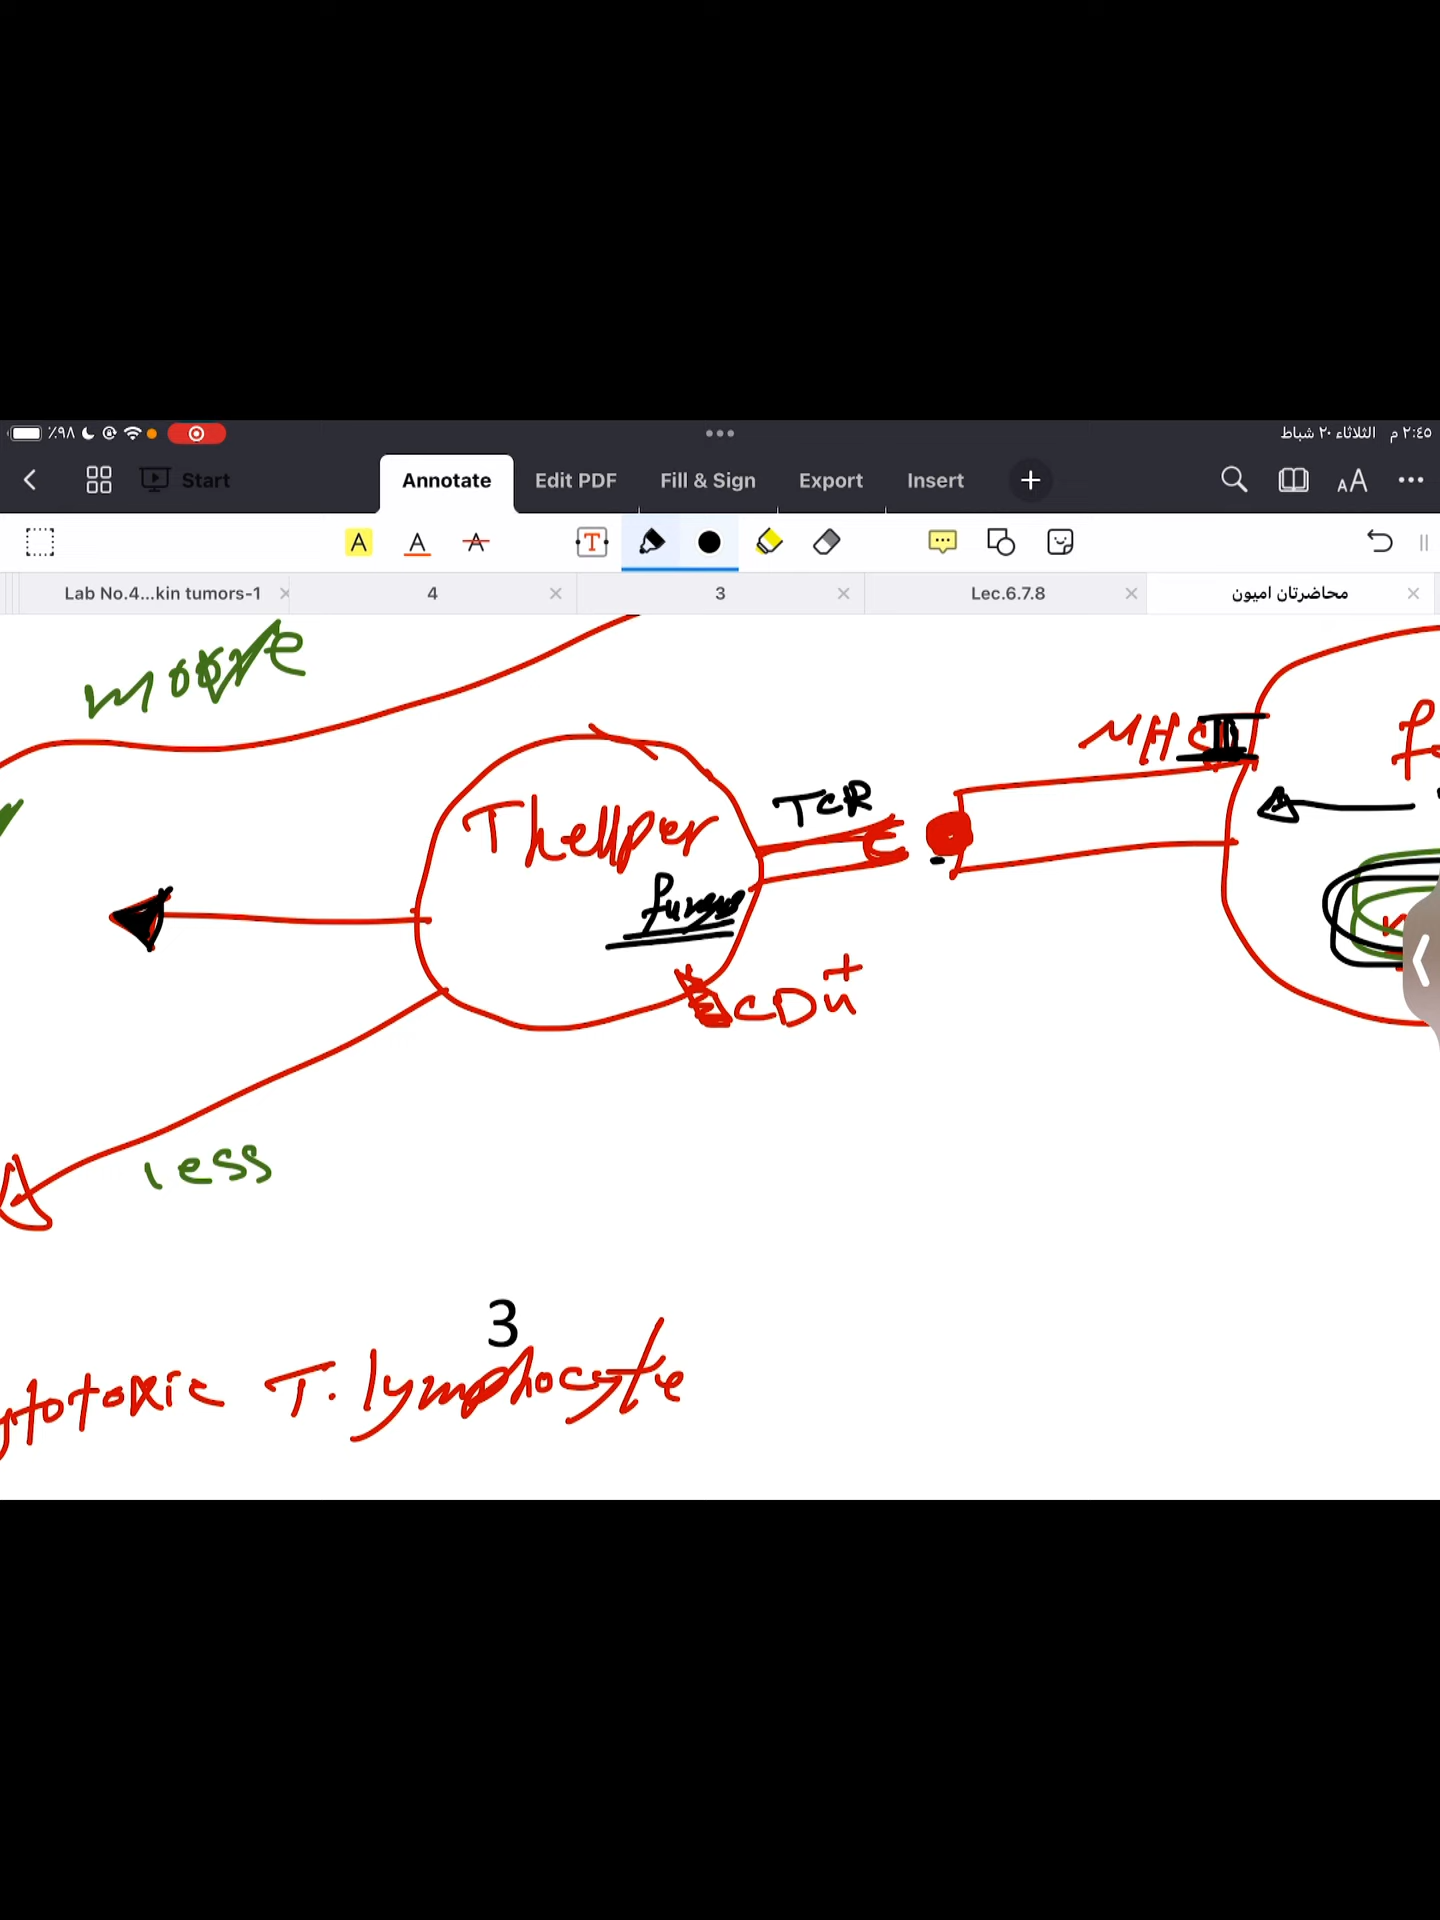 ٪٩٨
٢:٤٥ م الثلاثاء ٢٠ شباط
Start
Annotate
Edit PDF
Fill & Sign
Export
Insert
Lab No.4...kin tumors-1
4
3
Lec.6.7.8
محاضرتان اميون
more
MHC II
TCR
T hellper
CD4+
less
3
T. lymphocyte